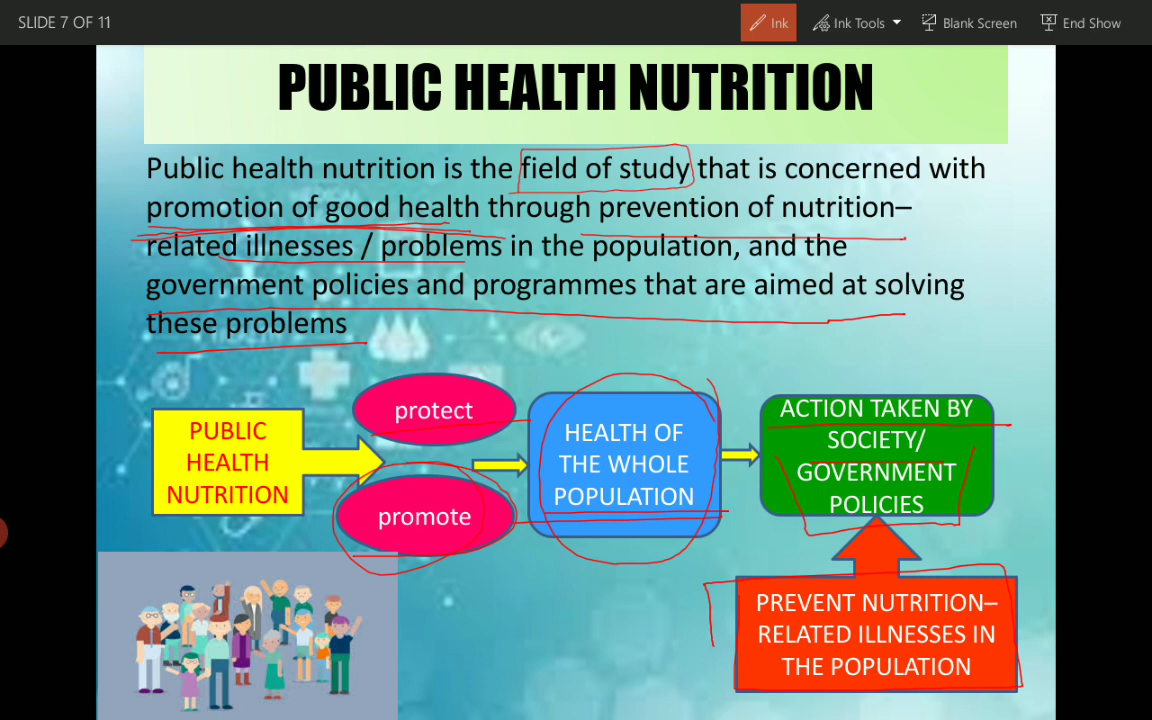 SLIDE 7 OF 11
Ink
Ink Tools
Blank Screen
End Show
PUBLIC HEALTH NUTRITION
Public health nutrition is the field of study that is concerned with
promotion of good health through prevention of nutrition–
related illnesses / problems in the population, and the
government policies and programmes that are aimed at solving
these problems
PUBLIC
HEALTH
NUTRITION
protect
promote
HEALTH OF
THE WHOLE
POPULATION
ACTION TAKEN BY
SOCIETY/
GOVERNMENT
POLICIES
PREVENT NUTRITION–
RELATED ILLNESSES IN
THE POPULATION